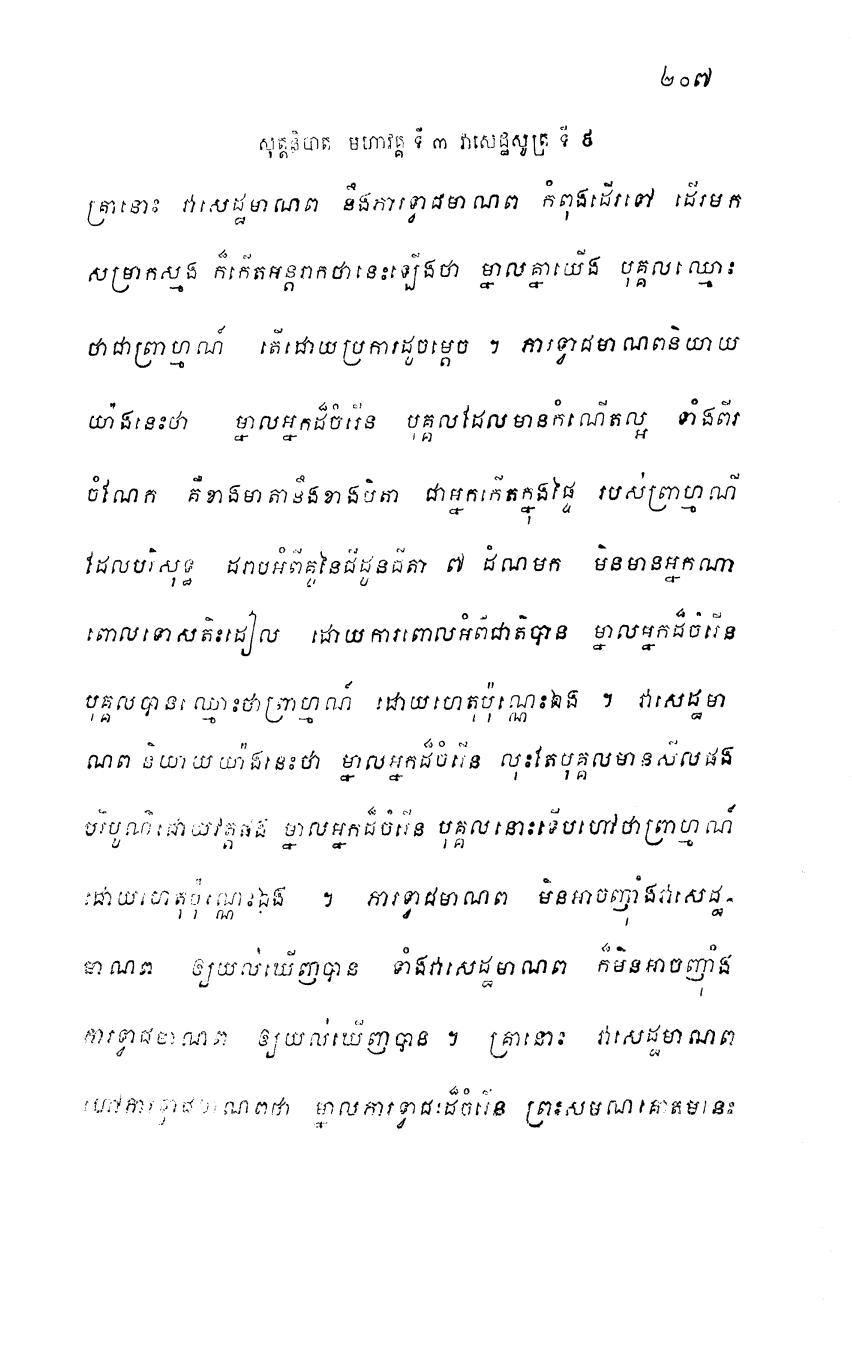 ២០៧
សុត្តនិបាត មហាវគ្គ ទី ៣ វាសេដ្ឋសូត្រ ទី ៩
គ្រានោះ វាសេដ្ឋមាណព នឹងភារទ្វាជមាណព កំពុងដើរទៅ ដើរមក
សម្រាកស្មង ក៏កើតអន្តរាកថានេះឡើងថា ម្នាលគ្នាយើង បុគ្គលឈ្មោះ
ថាជាព្រាហ្មណ៍ តើដោយប្រការដូចម្តេច ។ ភារទ្វាជមាណពនិយាយ
យ៉ាងនេះថា ម្នាលអ្នកដ៏ចំរើន បុគ្គលដែលមានកំណើតល្អ ទាំងពីរ
ចំណែក គឺខាងមាតានឹងខាងបិតា ជាអ្នកកើតក្នុងផ្ទៃ របស់ព្រាហ្មណី
ដែលបរិសុទ្ធ ដរាបអំពីគូនៃជីដូនជីតា ៧ ដំណមក មិនមានអ្នកណា
ពោលទោសតិះដៀល ដោយការពោលអំពីជាតិបាន ម្នាលអ្នកដ៏ចំរើន
បុគ្គលបានឈ្មោះថាព្រាហ្មណ៍ ដោយហេតុប៉ុណ្ណេះឯង ។ វាសេដ្ឋមា
ណព និយាយយ៉ាងនេះថា ម្នាលអ្នកដ៏ចំរើន លុះតែបុគ្គលមានសីលផង
បរិបូណ៌ដោយវត្តផង ម្នាលអ្នកដ៏ចំរើន បុគ្គលនោះទើបហៅថាព្រាហ្មណ៍
ដោយហេតុប៉ុណ្ណេះឯង ។ ភារទ្វាជមាណព មិនអាចញុំាងវាសេដ្ឋ-
មាណព ឲ្យយល់ឃើញបាន ទាំងវាសេដ្ឋមាណព ក៏មិនអាចញុំាង
ភារទ្វាជមាណព ឲ្យយល់ឃើញបាន ។ គ្រានោះ វាសេដ្ឋមាណព
ហៅភារទ្វាជមាណពថា ម្នាលភារទ្វាជៈដ៏ចំរើន ព្រះសមណគោតមនេះ